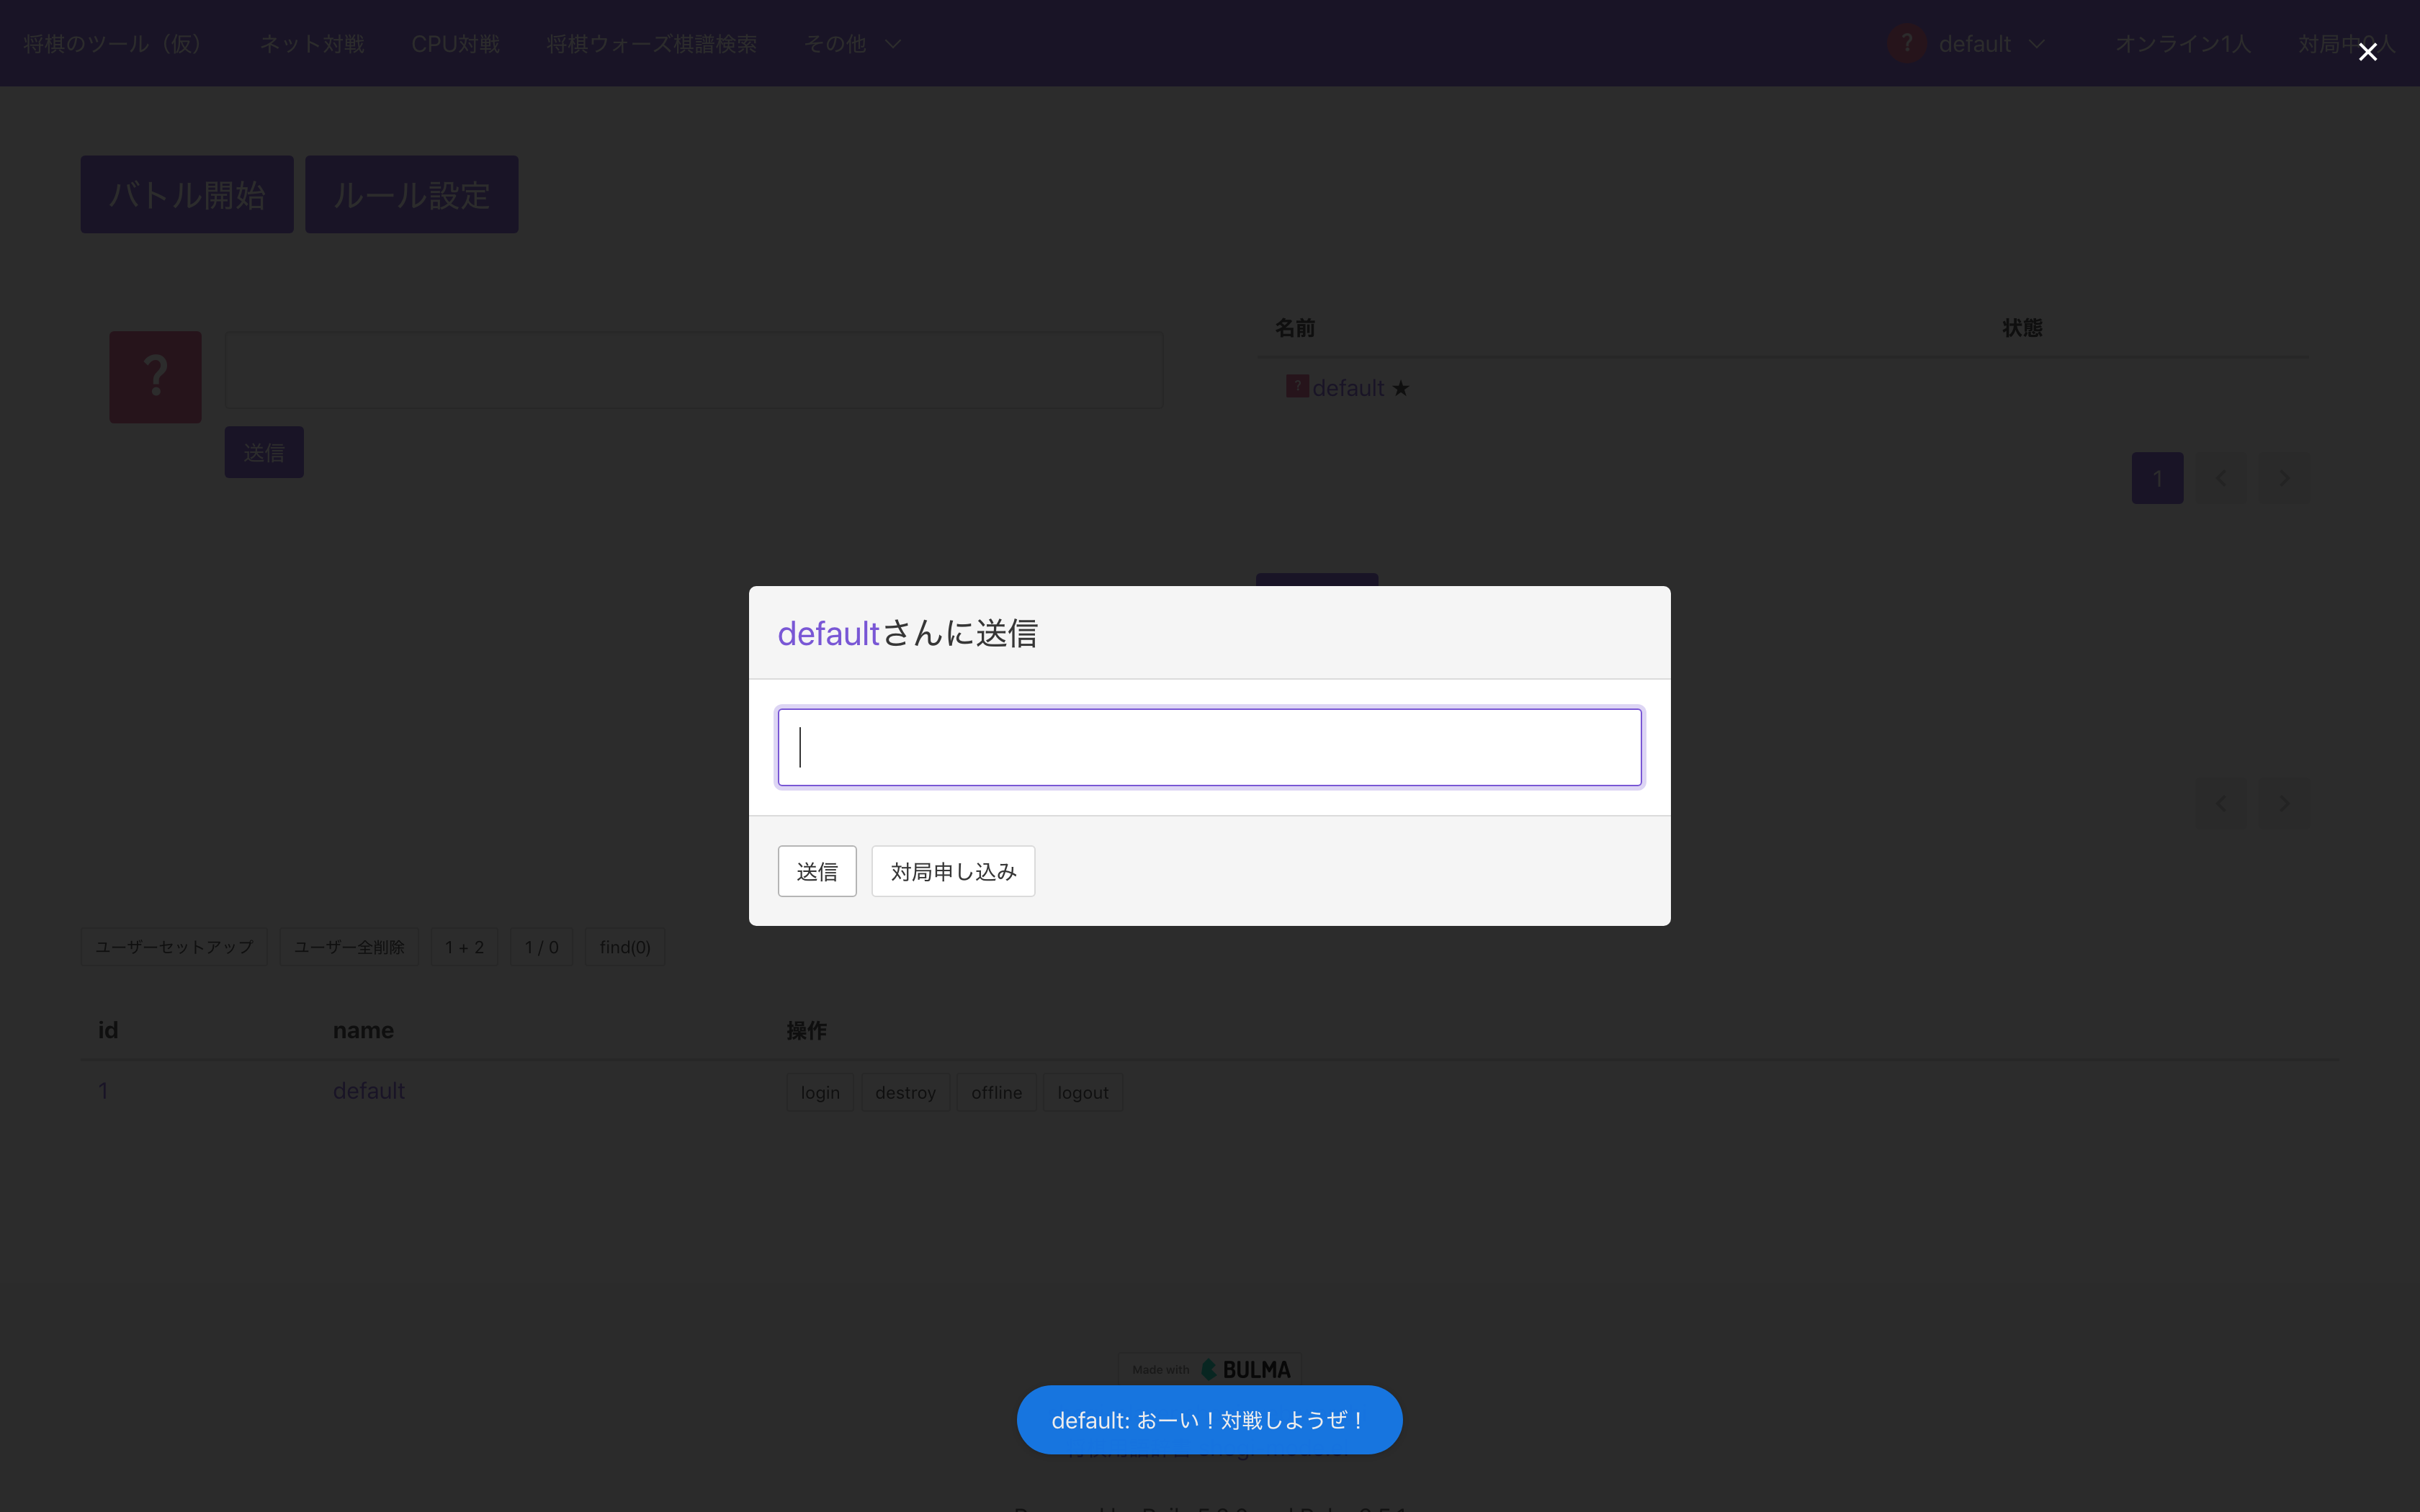 将棋のツール（仮） ネット対戦 CPU対戦 将棋ウォーズ棋譜検索 その他 ? default オンライン1人 対局中0人
バトル開始 ルール設定
名前 状態
?
? default ★
送信
1
defaultさんに送信
送信 対局申し込み
ユーザーセットアップ ユーザー全削除 1 + 2 1 / 0 find(0)
id name 操作
1 default login destroy offline logout
Made with BULMA
default: おーい！対戦しようぜ！